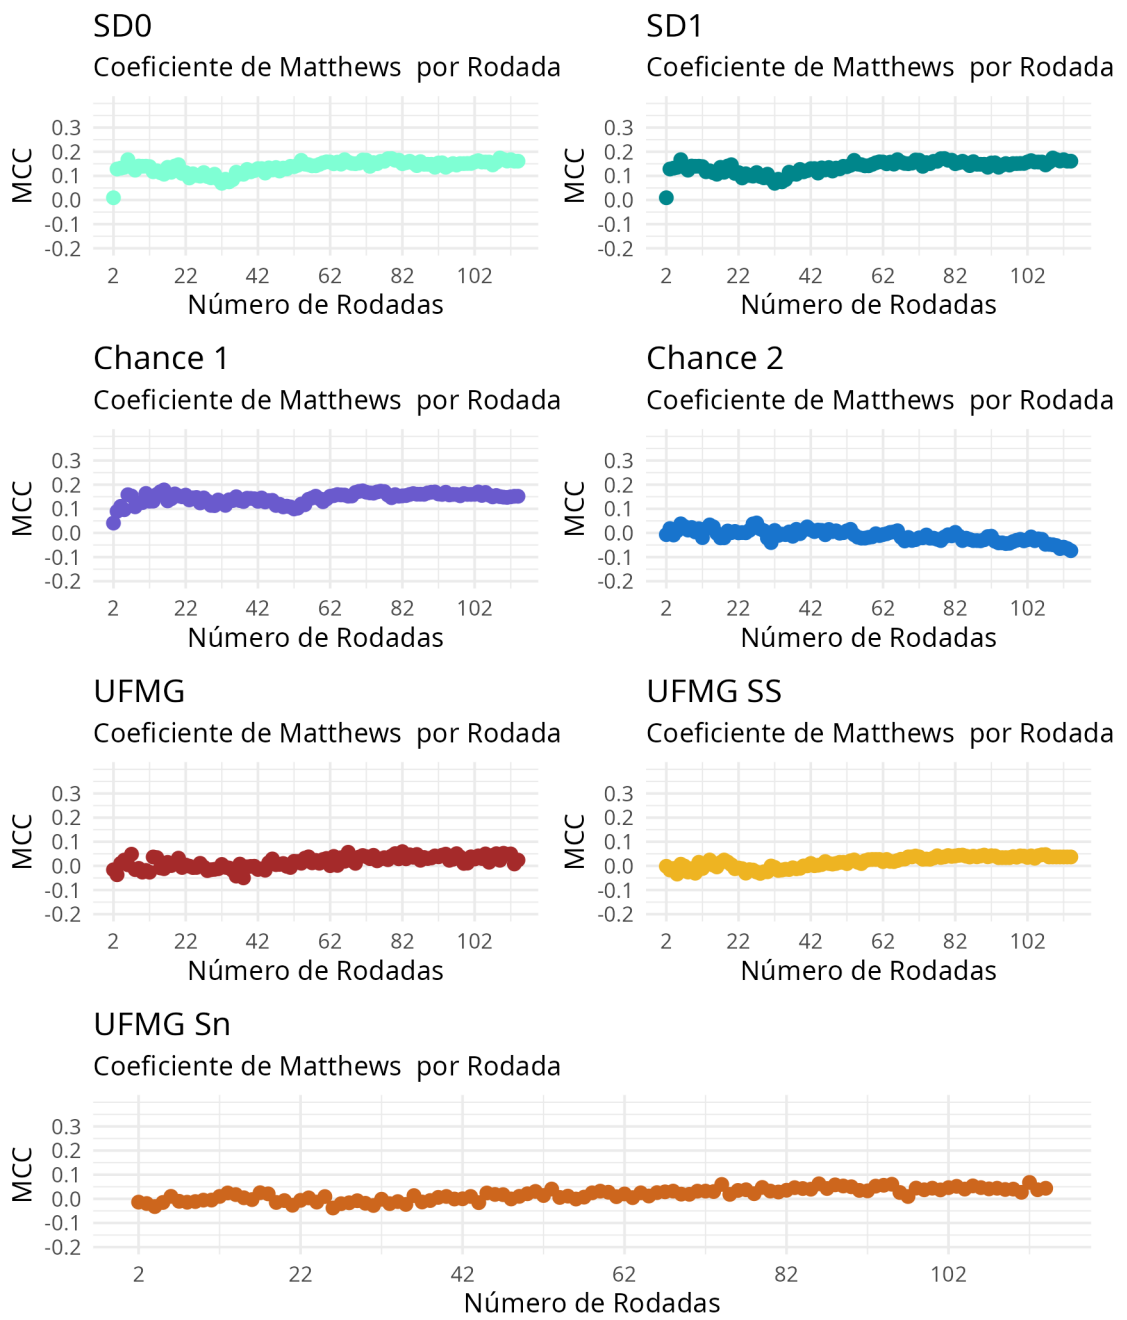 SD0
Coeficiente de Matthews  por Rodada
MCC
0.3
0.2
0.1
0.0
-0.1
-0.2
2 22 42 62 82 102
Número de Rodadas
SD1
Coeficiente de Matthews  por Rodada
MCC
0.3
0.2
0.1
0.0
-0.1
-0.2
2 22 42 62 82 102
Número de Rodadas
Chance 1
Coeficiente de Matthews  por Rodada
MCC
0.3
0.2
0.1
0.0
-0.1
-0.2
2 22 42 62 82 102
Número de Rodadas
Chance 2
Coeficiente de Matthews  por Rodada
MCC
0.3
0.2
0.1
0.0
-0.1
-0.2
2 22 42 62 82 102
Número de Rodadas
UFMG
Coeficiente de Matthews  por Rodada
MCC
0.3
0.2
0.1
0.0
-0.1
-0.2
2 22 42 62 82 102
Número de Rodadas
UFMG SS
Coeficiente de Matthews  por Rodada
MCC
0.3
0.2
0.1
0.0
-0.1
-0.2
2 22 42 62 82 102
Número de Rodadas
UFMG Sn
Coeficiente de Matthews  por Rodada
MCC
0.3
0.2
0.1
0.0
-0.1
-0.2
2 22 42 62 82 102
Número de Rodadas